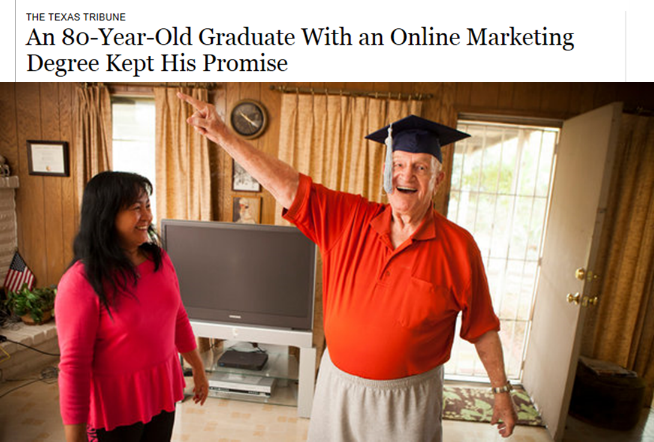 THE TEXAS TRIBUNE
An 80-Year-Old Graduate With an Online Marketing
Degree Kept His Promise